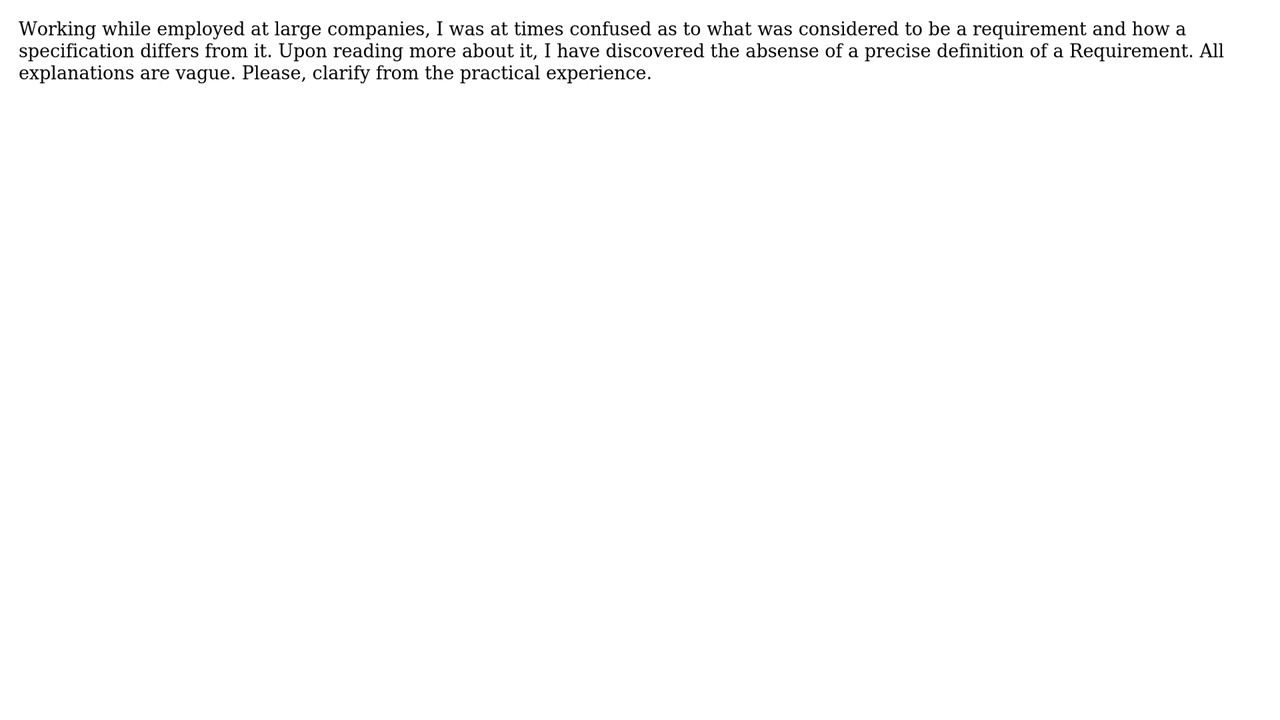 Working while employed at large companies, I was at times confused as to what was considered to be a requirement and how a
specification differs from it. Upon reading more about it, I have discovered the absense of a precise definition of a Requirement. All
explanations are vague. Please, clarify from the practical experience.